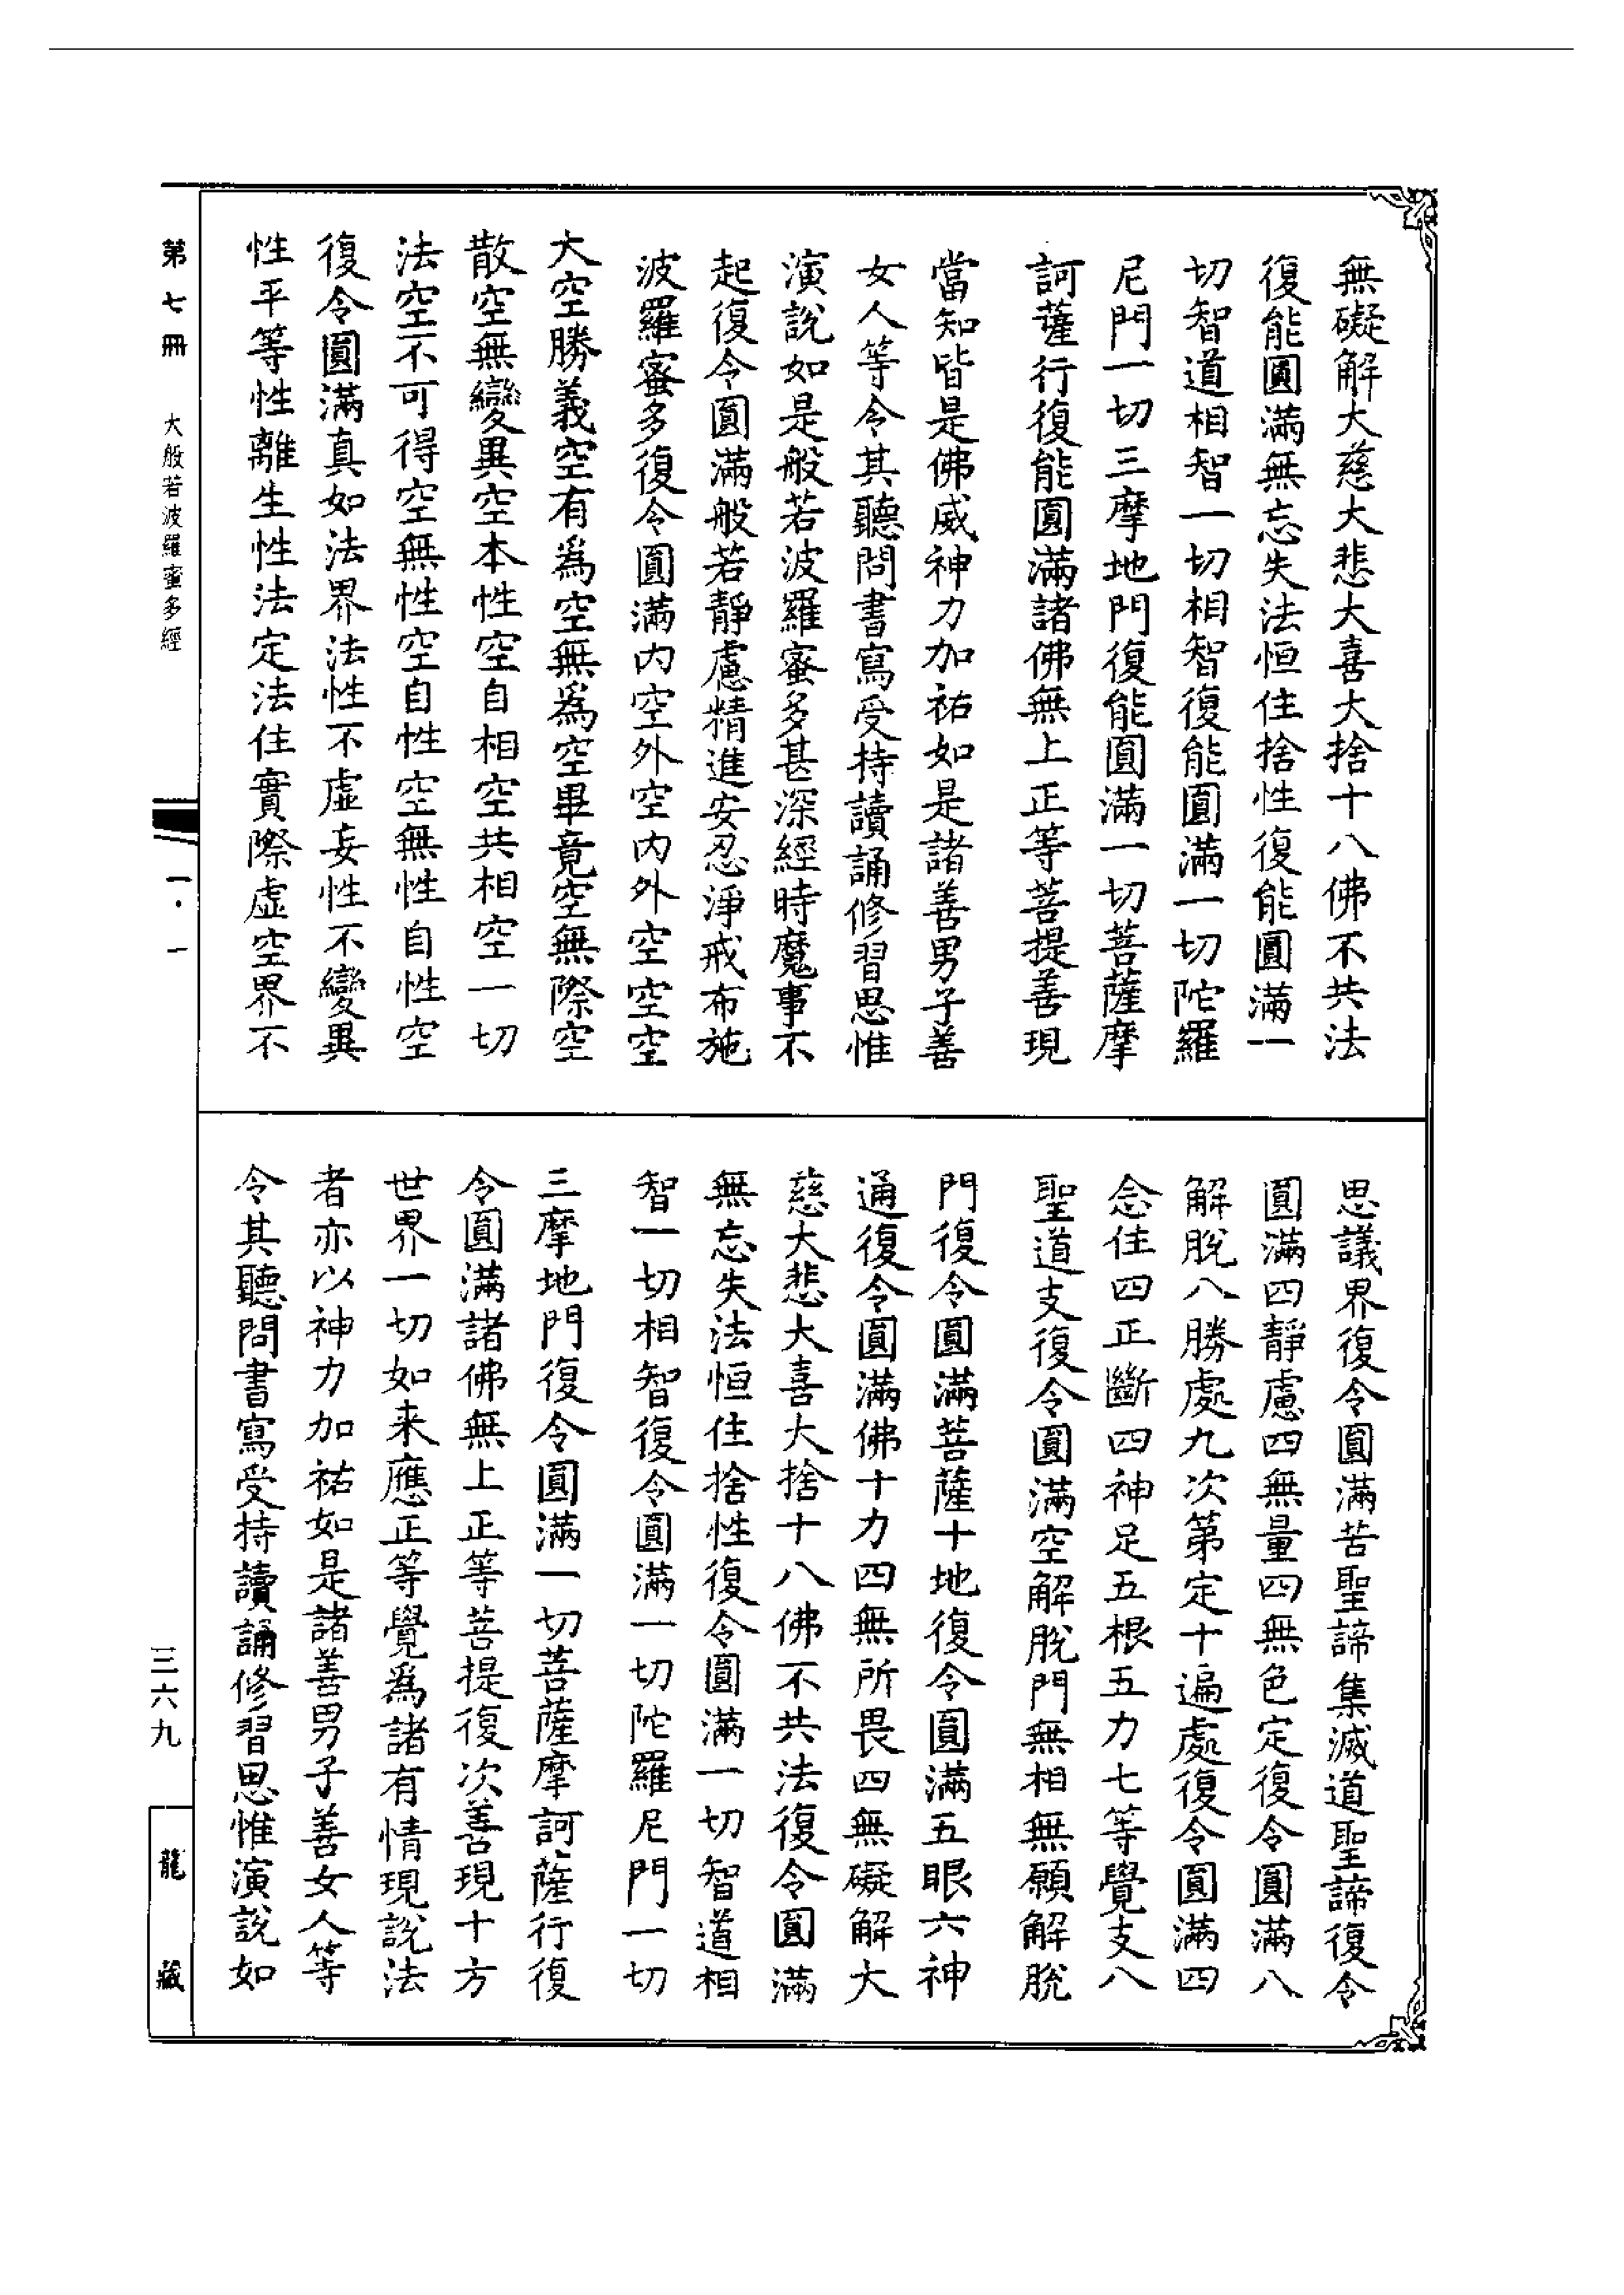 無礙解大慈大悲大喜大捨十八佛不共法
復能圓滿無忘失法恒住捨性復能圓滿一
切智道相智一切相智復能圓滿一切陀羅
尼門一切三摩地門復能圓滿一切菩薩摩
訶薩行復能圓滿諸佛無上正等菩提善現
當知皆是佛威神力加祐如是諸善男子善
女人等令其聽問書寫受持讀誦修習思惟
演說如是般若波羅蜜多甚深經時魔事不
起復令圓滿般若靜慮精進安忍淨戒布施
波羅蜜多復令圓滿內空外空內外空空空
大空勝義空有爲空無爲空畢竟空無際空
散空無變異空本性空自相空共相空一切
法空不可得空無性空自性空無性自性空
復令圓滿真如法界法性不虛妄性不變異
性平等性離生性法定法住實際虛空界不
思議界復令圓滿苦聖諦集滅道聖諦復令
圓滿四靜慮四無量四無色定復令圓滿八
解脫八勝處九次第定十遍處復令圓滿四
念住四正斷四神足五根五力七等覺支八
聖道支復令圓滿空解脫門無相無願解脫
門復令圓滿菩薩十地復令圓滿五眼六神
通復令圓滿佛十力四無所畏四無礙解大
慈大悲大喜大捨十八佛不共法復令圓滿
無忘失法恒住捨性復令圓滿一切智道相
智一切相智復令圓滿一切陀羅尼門一切
三摩地門復令圓滿一切菩薩摩訶薩行復
令圓滿諸佛無上正等菩提復次善現十方
世界一切如来應正等覺爲諸有情現說法
者亦以神力加祐如是諸善男子善女人等
令其聽問書寫受持讀誦修習思惟演說如
第七冊 大般若波羅蜜多經 一·一 三六九
龍藏